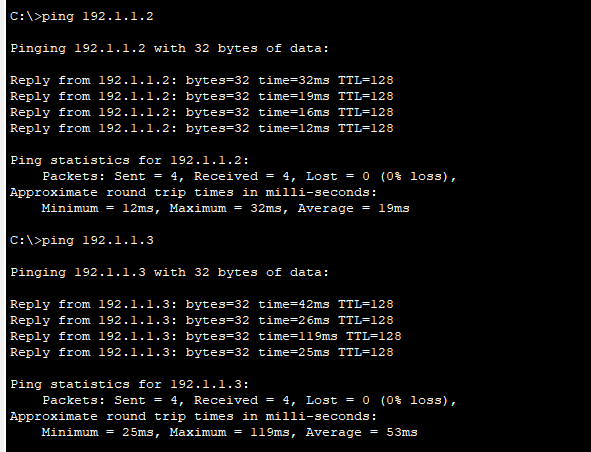 C:\>ping 192.1.1.2
Pinging 192.1.1.2 with 32 bytes of data:
Reply from 192.1.1.2: bytes=32 time=32ms TTL=128
Reply from 192.1.1.2: bytes=32 time=19ms TTL=128
Reply from 192.1.1.2: bytes=32 time=16ms TTL=128
Reply from 192.1.1.2: bytes=32 time=12ms TTL=128
Ping statistics for 192.1.1.2:
    Packets: Sent = 4, Received = 4, Lost = 0 (0% loss),
Approximate round trip times in milli-seconds:
    Minimum = 12ms, Maximum = 32ms, Average = 19ms
C:\>ping 192.1.1.3
Pinging 192.1.1.3 with 32 bytes of data:
Reply from 192.1.1.3: bytes=32 time=42ms TTL=128
Reply from 192.1.1.3: bytes=32 time=26ms TTL=128
Reply from 192.1.1.3: bytes=32 time=119ms TTL=128
Reply from 192.1.1.3: bytes=32 time=25ms TTL=128
Ping statistics for 192.1.1.3:
    Packets: Sent = 4, Received = 4, Lost = 0 (0% loss),
Approximate round trip times in milli-seconds:
    Minimum = 25ms, Maximum = 119ms, Average = 53ms